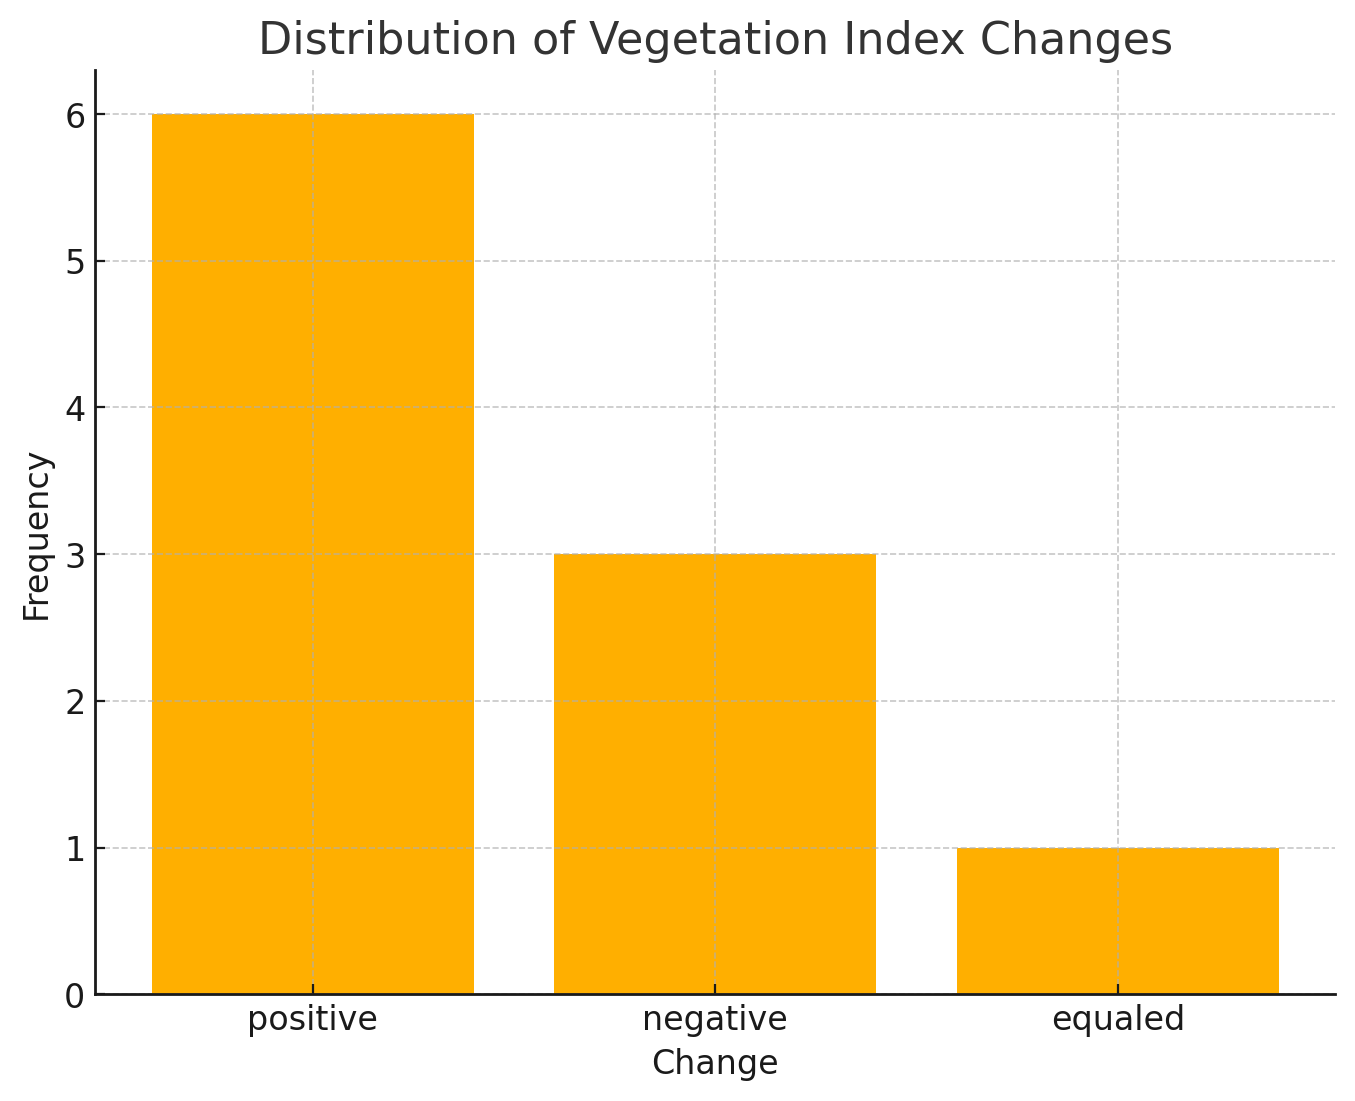 Distribution of Vegetation Index Changes
6
5
4
3
2
1
0
Frequency
positive
negative
equaled
Change